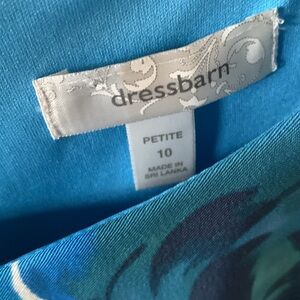 dressbarn
PETITE
10
MADE IN
SRI LANKA